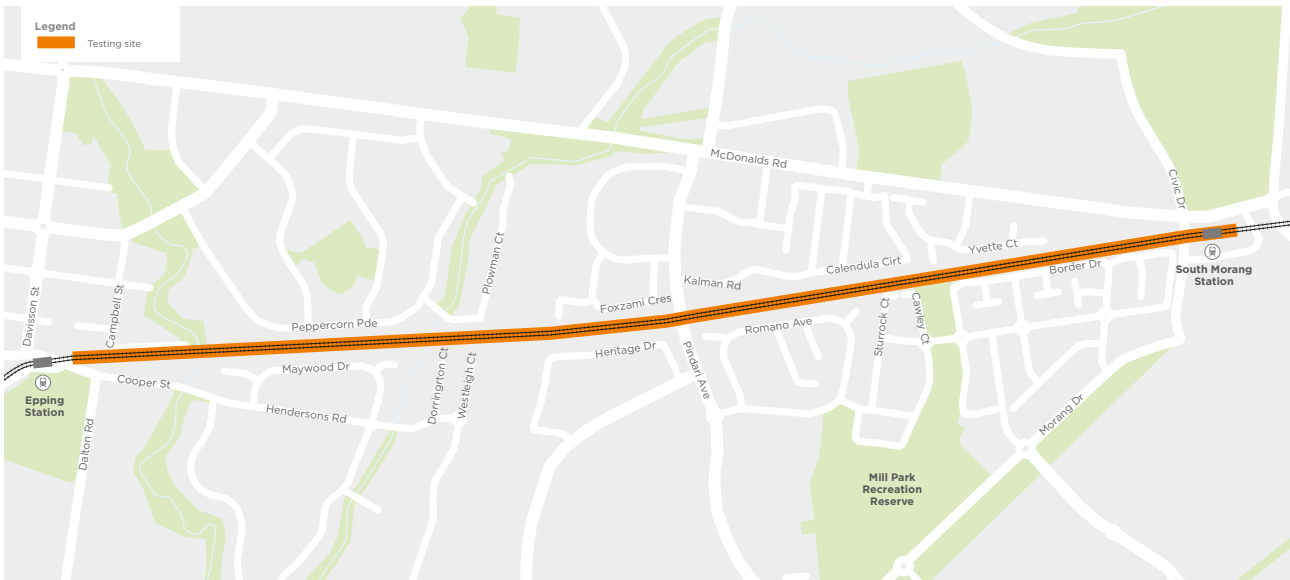 Legend
Testing site
McDonalds Rd
Civic Dr
Plowman Ct
Yvette Ct
Calendula Cirt
Border Dr
South Morang
Station
Kalman Rd
Foxzami Cres
Davisson St
Campbell St
Peppercorn Pde
Romano Ave
Sturrock Ct
Cawley Ct
Heritage Dr
Pindari Ave
Maywood Dr
Dorrington Ct
Westleigh Ct
Cooper St
Epping
Station
Hendersons Rd
Dalton Rd
Morang Dr
Mill Park
Recreation
Reserve